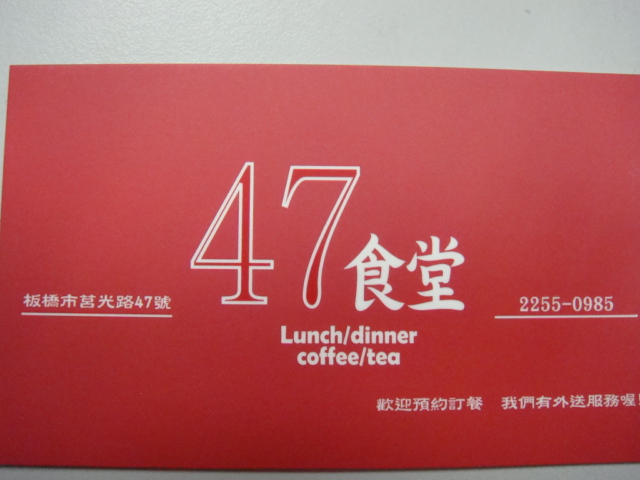 47食堂
板橋市莒光路47號
2255-0985
Lunch/dinner
coffee/tea
歡迎預約訂餐 我們有外送服務喔!